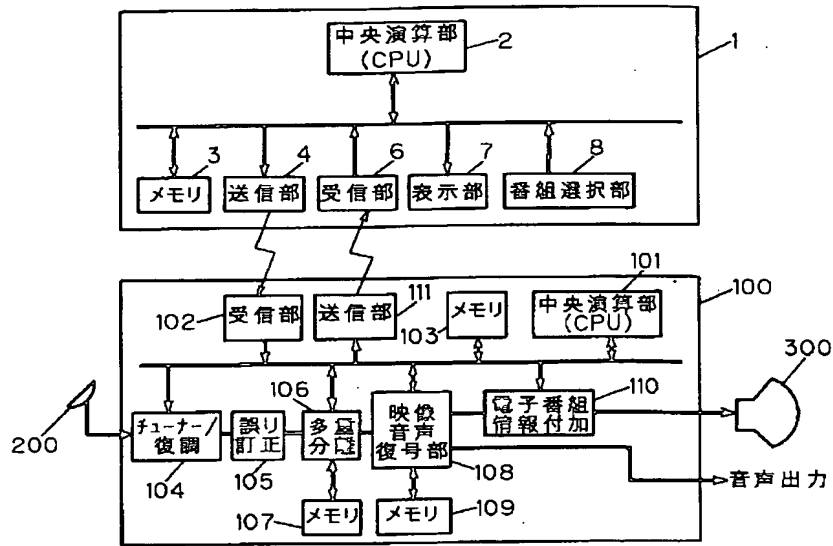 中央演算部
(CPU)
2
1
3
4
6
7
8
メモリ
送信部
受信部
表示部
番組選択部
101
100
102
受信部
送信部
111
103
メモリ
中央演算部
(CPU)
300
200
チューナー/
復調
104
誤り
訂正
105
106
多重
分離
映像
音声
復号部
108
電子番組
情報付加
110
107
メモリ
メモリ
109
音声出力